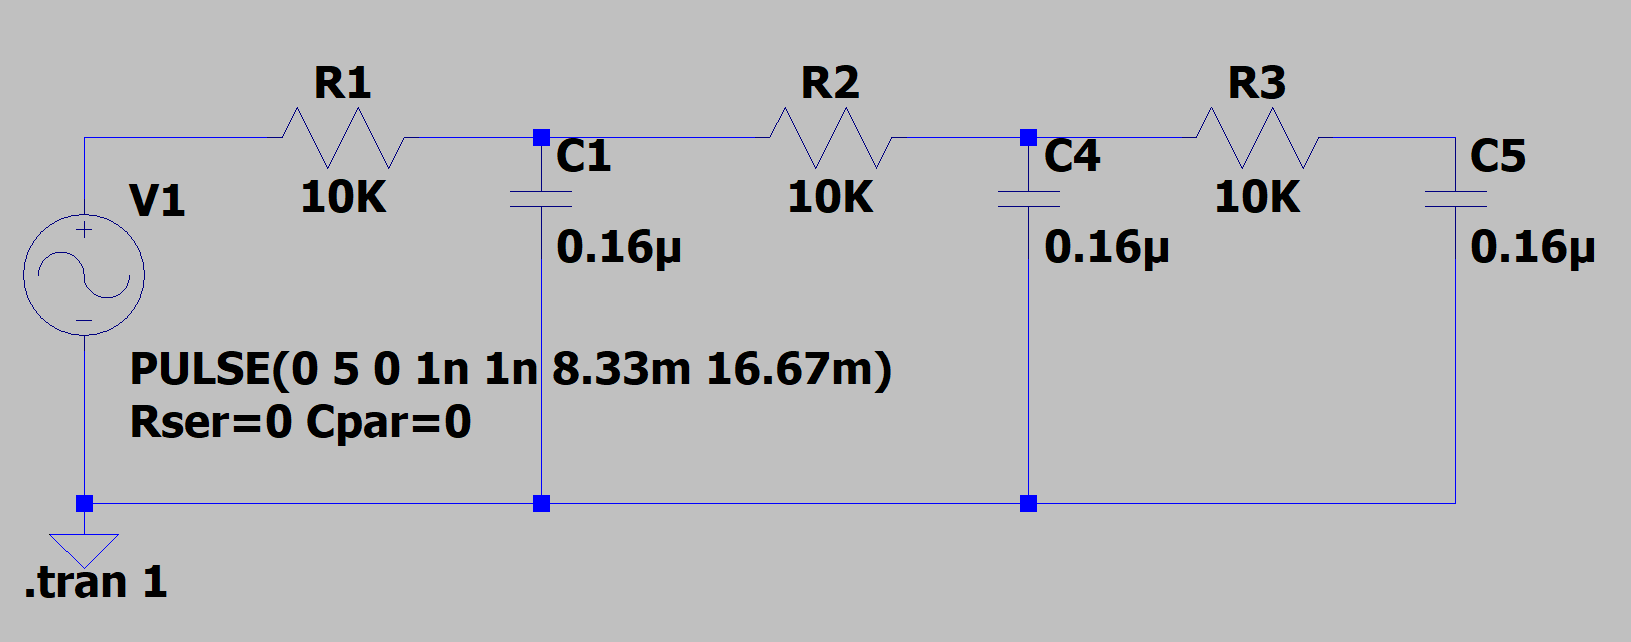 R1
R2
R3
C1
C4
C5
V1
10K
10K
10K
0.16µ
0.16µ
0.16µ
+
−
PULSE(0 5 0 1n 1n 8.33m 16.67m)
Rser=0 Cpar=0
.tran 1